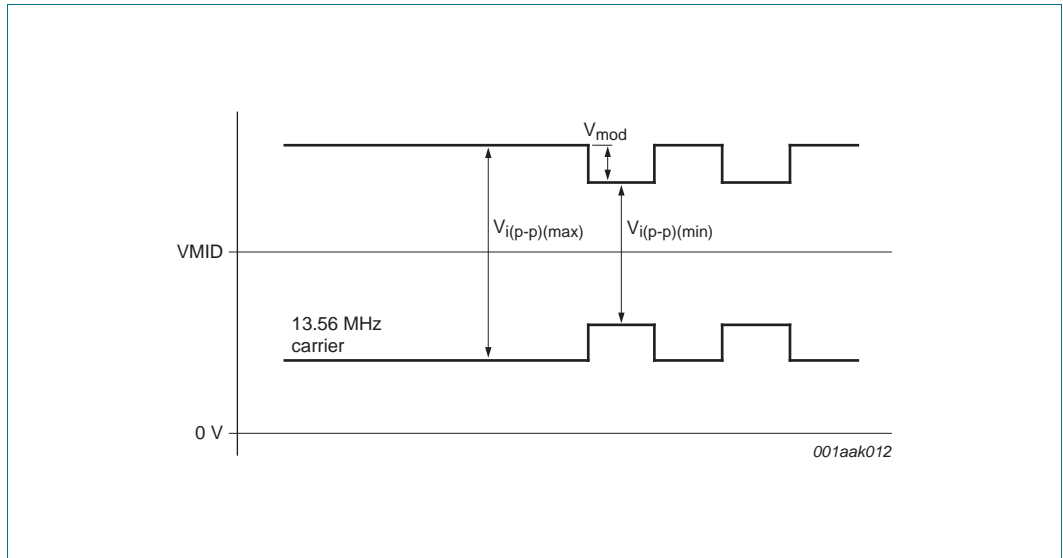 Vmod
Vi(p-p)(max)
Vi(p-p)(min)
VMID
13.56 MHz
carrier
0 V
001aak012